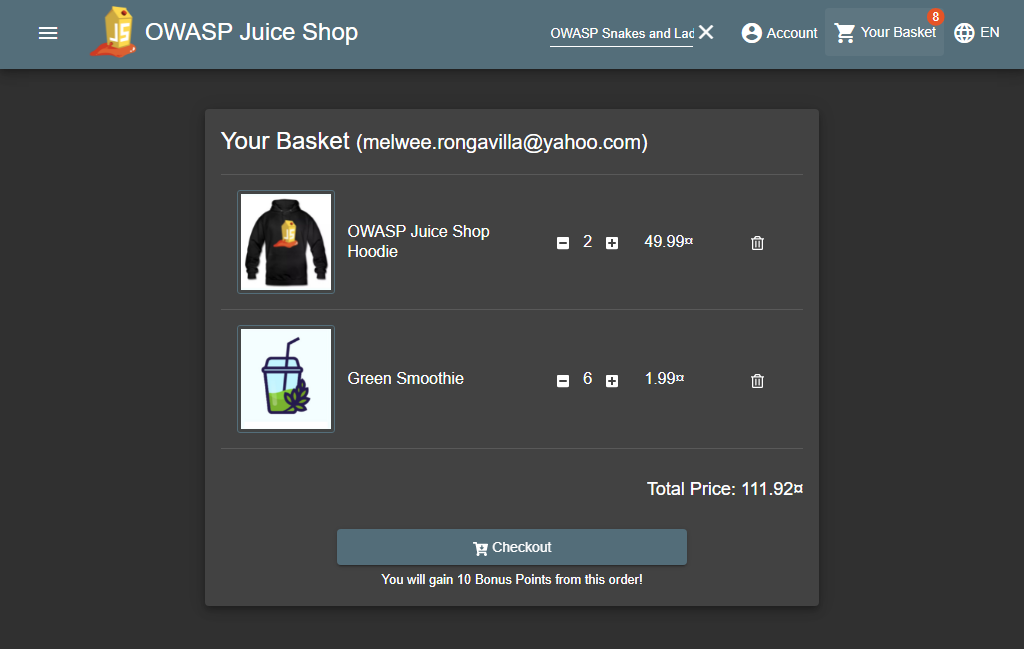 OWASP Juice Shop
OWASP Snakes and Lad
Account
8
Your Basket
EN
Your Basket (melwee.rongavilla@yahoo.com)
JS
OWASP Juice Shop
Hoodie
2
49.99¤
Green Smoothie
6
1.99¤
Total Price: 111.92¤
Checkout
You will gain 10 Bonus Points from this order!